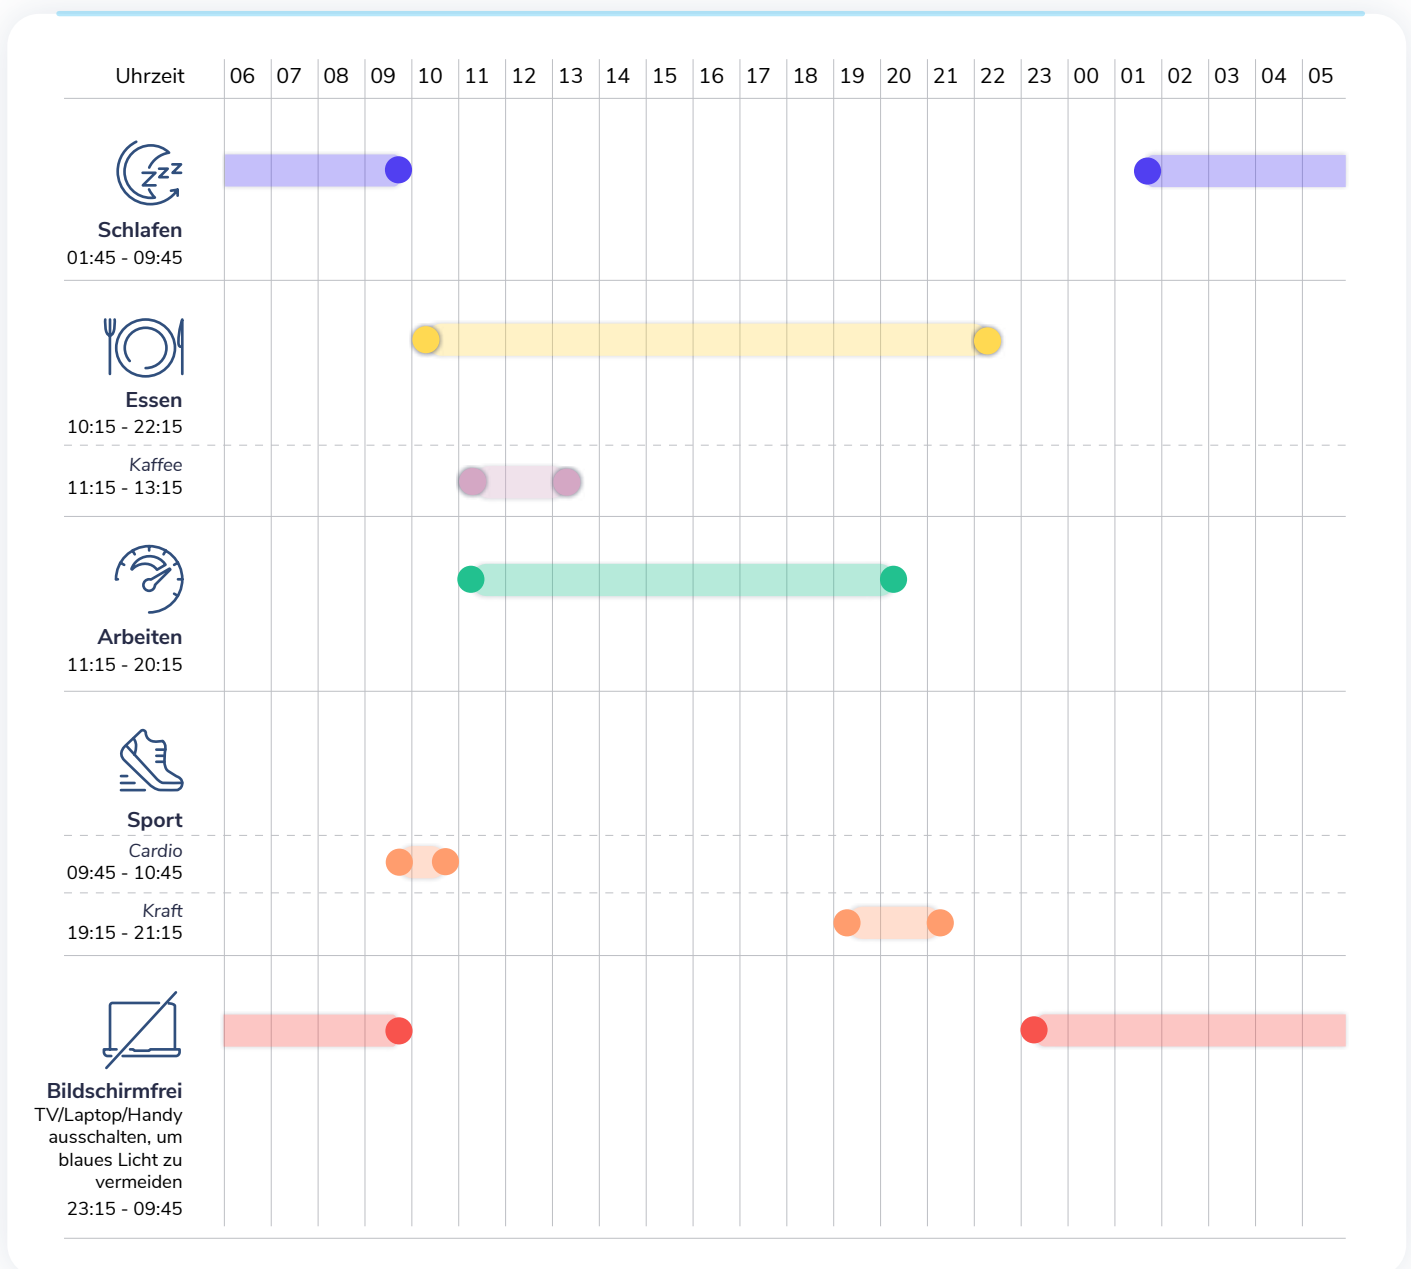 Uhrzeit 06 07 08 09 10 11 12 13 14 15 16 17 18 19 20 21 22 23 00 01 02 03 04 05
zzz
Schlafen
01:45 - 09:45
Essen
10:15 - 22:15
Kaffee
11:15 - 13:15
Arbeiten
11:15 - 20:15
Sport
Cardio
09:45 - 10:45
Kraft
19:15 - 21:15
Bildschirmfrei
TV/Laptop/Handy
ausschalten, um
blaues Licht zu
vermeiden
23:15 - 09:45